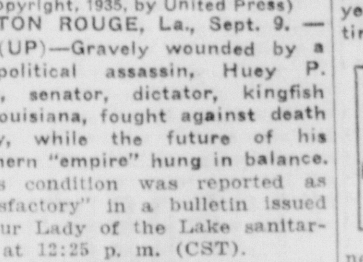 opyright, 1935, by United Press)
TON ROUGE, La., Sept. 9. —
(UP)—Gravely wounded by a
political assassin, Huey P.
, senator, dictator, kingfish
ouisiana, fought against death
y, while the future of his
hern "empire" hung in balance.
s condition was reported as
sfactory" in a bulletin issued
ur Lady of the Lake sanitar-
at 12:25 p. m. (CST).
ye
tir